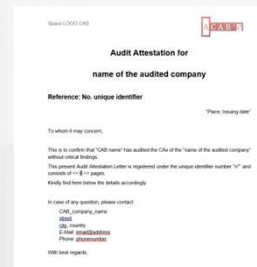 Space LOGO CAB
ACAB'c
Audit Attestation for
name of the audited company
Reference: No. unique identifier
"Place, Issuing date"
To whom it may concern,
This is to confirm that "CAB name" has audited the CAs of the "name of the audited company"
without critical findings.
This present Audit Attestation Letter is registered under the unique identifier number "n°" and
consists of pages.
Kindly find here below the details accordingly.
In case of any question, please contact:
CAB_company_name
street
city, country
E-Mail: email@address
Phone: phonenumber
With best regards,